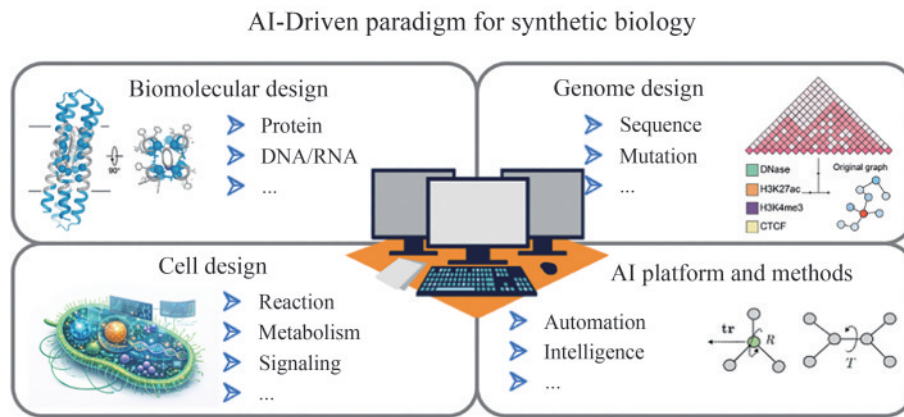 AI-Driven paradigm for synthetic biology
Biomolecular design
Protein
DNA/RNA
...
90°
Genome design
Sequence
Mutation
...
DNase
H3K27ac
H3K4me3
CTCF
Original graph
Cell design
Reaction
Metabolism
Signaling
...
AI platform and methods
Automation
Intelligence
...
tr
R
T